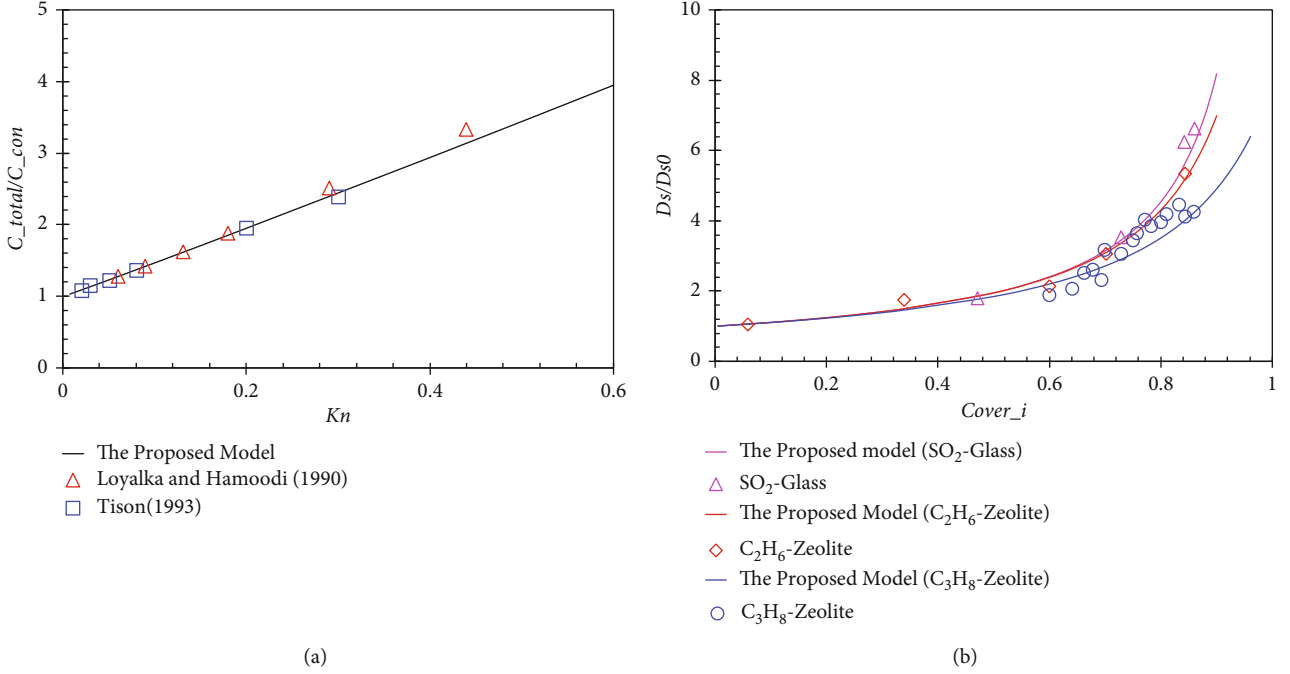 5
4
3
2
1
0
C_total/C_con
0
0.2
0.4
0.6
Kn
The Proposed Model
Loyalka and Hamoodi (1990)
Tison(1993)
(a)
10
8
6
4
2
0
Ds/Ds0
0
0.2
0.4
0.6
0.8
1
Cover_i
The Proposed model (SO₂-Glass)
SO₂-Glass
The Proposed Model (C₂H₆-Zeolite)
C₂H₆-Zeolite
The Proposed Model (C₃H₈-Zeolite)
C₃H₈-Zeolite
(b)